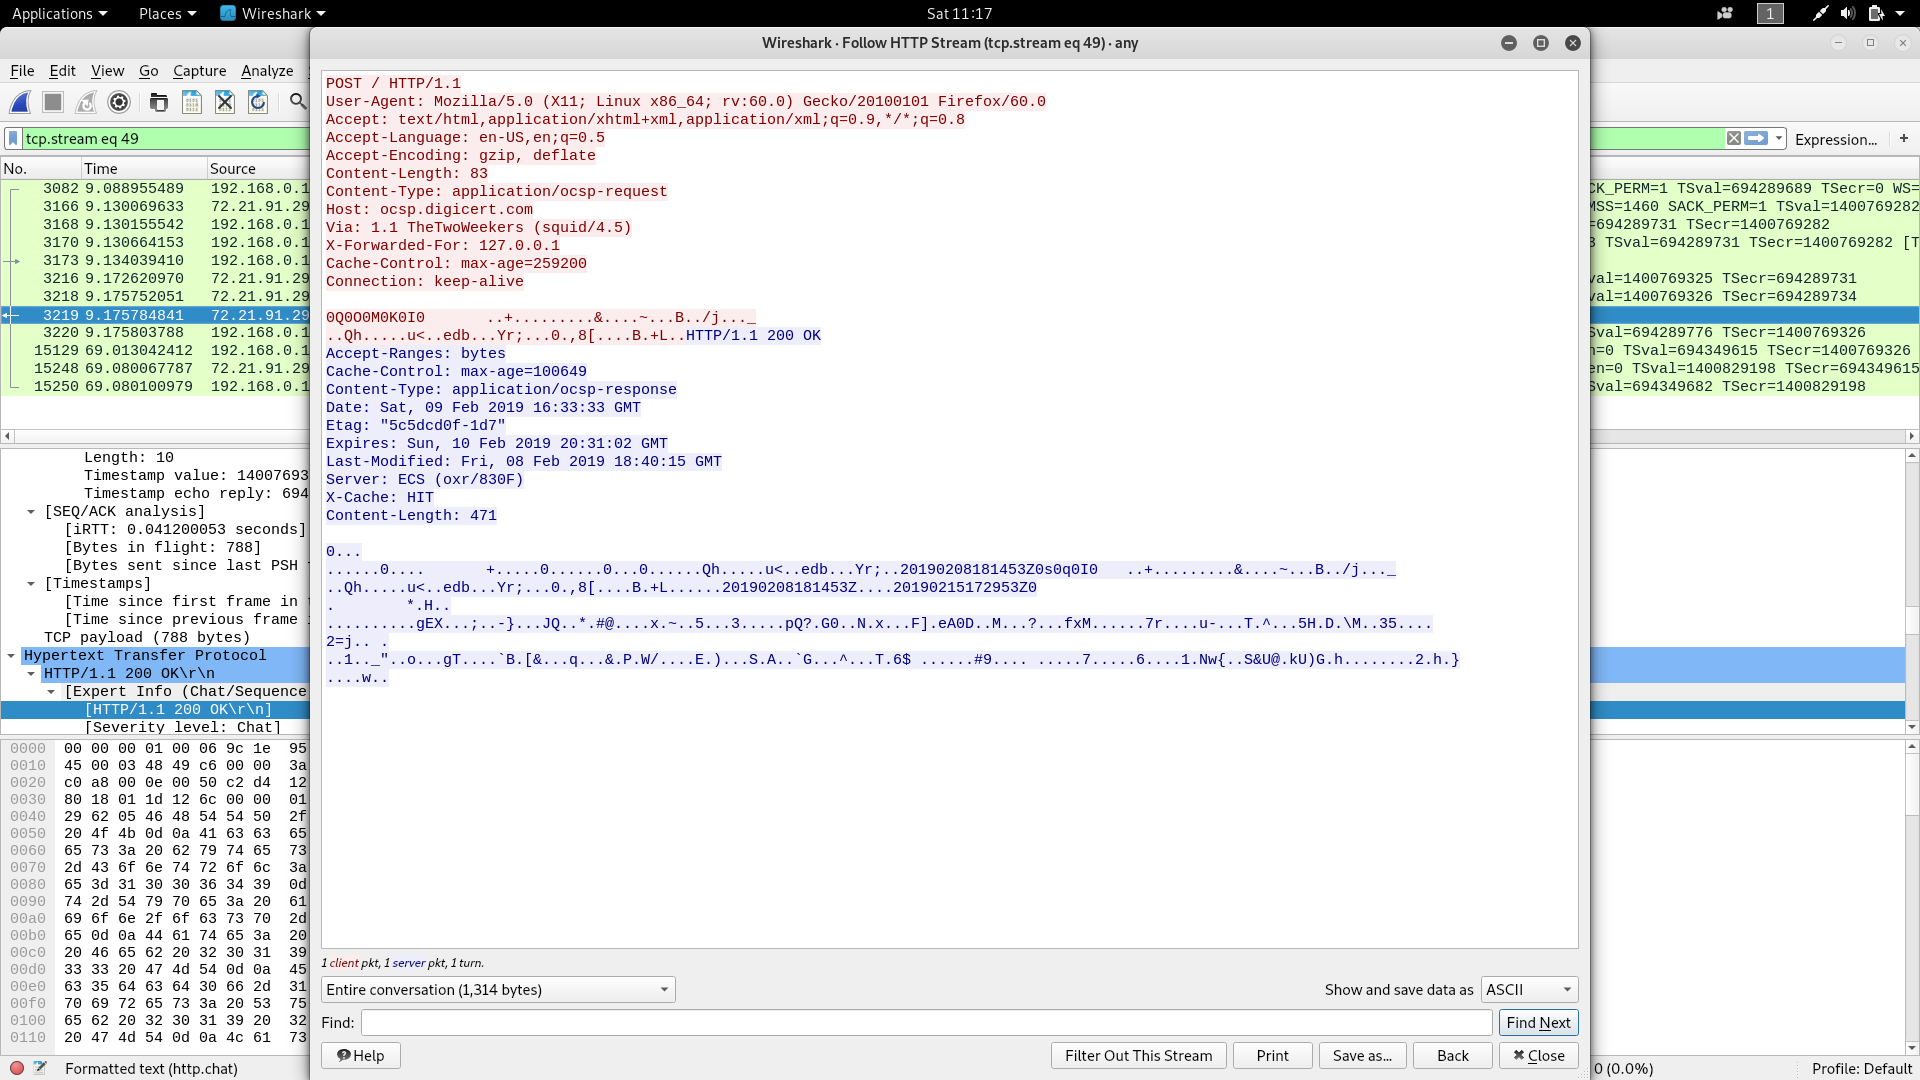 Applications Places Wireshark Sat 11:17 1
Wireshark · Follow HTTP Stream (tcp.stream eq 49) · any
File Edit View Go Capture Analyze
tcp.stream eq 49
Expression... +
No. Time Source
3082 9.088955489 192.168.0.1
3166 9.130069633 72.21.91.29
3168 9.130155542 192.168.0.1
3170 9.130664153 192.168.0.1
3173 9.134039410 192.168.0.1
3216 9.172620970 72.21.91.29
3218 9.175752051 72.21.91.29
3219 9.175784841 72.21.91.29
3220 9.175803788 192.168.0.1
15129 69.013042412 192.168.0.1
15248 69.080067787 72.21.91.29
15250 69.080100979 192.168.0.1
CK_PERM=1 TSval=694289689 TSecr=0 WS=
MSS=1460 SACK_PERM=1 TSval=1400769282
=694289731 TSecr=1400769282
3 TSval=694289731 TSecr=1400769282 [T
val=1400769325 TSecr=694289731
val=1400769326 TSecr=694289734
Sval=694289776 TSecr=1400769326
n=0 TSval=694349615 TSecr=1400769326
en=0 TSval=1400829198 TSecr=694349615
Sval=694349682 TSecr=1400829198
Length: 10
Timestamp value: 14007693
Timestamp echo reply: 694
[SEQ/ACK analysis]
[iRTT: 0.041200053 seconds]
[Bytes in flight: 788]
[Bytes sent since last PSH
[Timestamps]
[Time since first frame in
[Time since previous frame
TCP payload (788 bytes)
Hypertext Transfer Protocol
HTTP/1.1 200 OK\r\n
[Expert Info (Chat/Sequence
[HTTP/1.1 200 OK\r\n]
[Severity level: Chat]
0000 00 00 00 01 00 06 9c 1e 95
0010 45 00 03 48 49 c6 00 00 3a
0020 c0 a8 00 0e 00 50 c2 d4 12
0030 80 18 01 1d 12 6c 00 00 01
0040 29 62 05 46 48 54 54 50 2f
0050 20 4f 4b 0d 0a 41 63 63 65
0060 65 73 3a 20 62 79 74 65 73
0070 2d 43 6f 6e 74 72 6f 6c 3a
0080 65 3d 31 30 30 36 34 39 0d
0090 74 2d 54 79 70 65 3a 20 61
00a0 69 6f 6e 2f 6f 63 73 70 2d
00b0 65 0d 0a 44 61 74 65 3a 20
00c0 20 46 65 62 20 32 30 31 39
00d0 33 33 20 47 4d 54 0d 0a 45
00e0 63 35 64 63 64 30 66 2d 31
00f0 70 69 72 65 73 3a 20 53 75
0100 65 62 20 32 30 31 39 20 32
0110 20 47 4d 54 0d 0a 4c 61 73
POST / HTTP/1.1
User-Agent: Mozilla/5.0 (X11; Linux x86_64; rv:60.0) Gecko/20100101 Firefox/60.0
Accept: text/html,application/xhtml+xml,application/xml;q=0.9,*/*;q=0.8
Accept-Language: en-US,en;q=0.5
Accept-Encoding: gzip, deflate
Content-Length: 83
Content-Type: application/ocsp-request
Host: ocsp.digicert.com
Via: 1.1 TheTwoWeekers (squid/4.5)
X-Forwarded-For: 127.0.0.1
Cache-Control: max-age=259200
Connection: keep-alive
0Q0O0M0K0I0 ..+.........&....~...B../j..._
..Qh.....u<..edb...Yr;...0.,8[....B.+L..HTTP/1.1 200 OK
Accept-Ranges: bytes
Cache-Control: max-age=100649
Content-Type: application/ocsp-response
Date: Sat, 09 Feb 2019 16:33:33 GMT
Etag: "5c5dcd0f-1d7"
Expires: Sun, 10 Feb 2019 20:31:02 GMT
Last-Modified: Fri, 08 Feb 2019 18:40:15 GMT
Server: ECS (oxr/830F)
X-Cache: HIT
Content-Length: 471
0...
......0.... +.....0......0...0......Qh.....u<..edb...Yr;..20190208181453Z0s0q0I0 ..+.........&....~...B../j..._
..Qh.....u<..edb...Yr;...0.,8[....B.+L......20190208181453Z....20190215172953Z0
. *.H..
..........gEX...;..-}...JQ..*.#@....x.~..5...3.....pQ?.G0..N.x...F].eA0D..M...?...fxM......7r....u-...T.^...5H.D.\M..35....
2=j.. .
..1.._"..o...gT....`B.[&...q...&.P.W/....E.)...S.A..`G...^...T.6$ ......#9.... .....7.....6....1.Nw{..S&U@.kU)G.h........2.h.}
....w..
1 client pkt, 1 server pkt, 1 turn.
Entire conversation (1,314 bytes) Show and save data as ASCII
Find: Find Next
Help Filter Out This Stream Print Save as... Back Close
Formatted text (http.chat) 0 (0.0%) Profile: Default